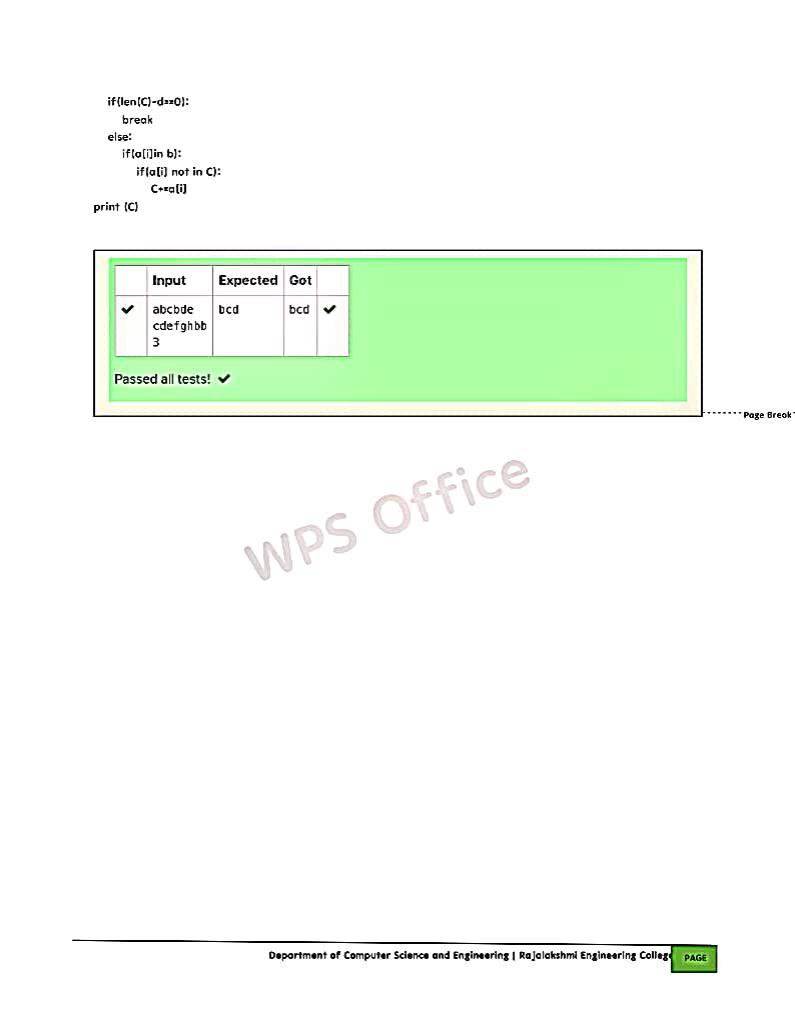 if(len(C)-d==0):
break
else:
if(a[i]in b):
if(a[i] not in C):
C+=a[i]
print (C)
Input Expected Got
✔ abcbde bcd bcd ✔
cdefghbb
3
Passed all tests! ✔
Page Break
WPS Office
Department of Computer Science and Engineering | Rajalakshmi Engineering College
PAGE